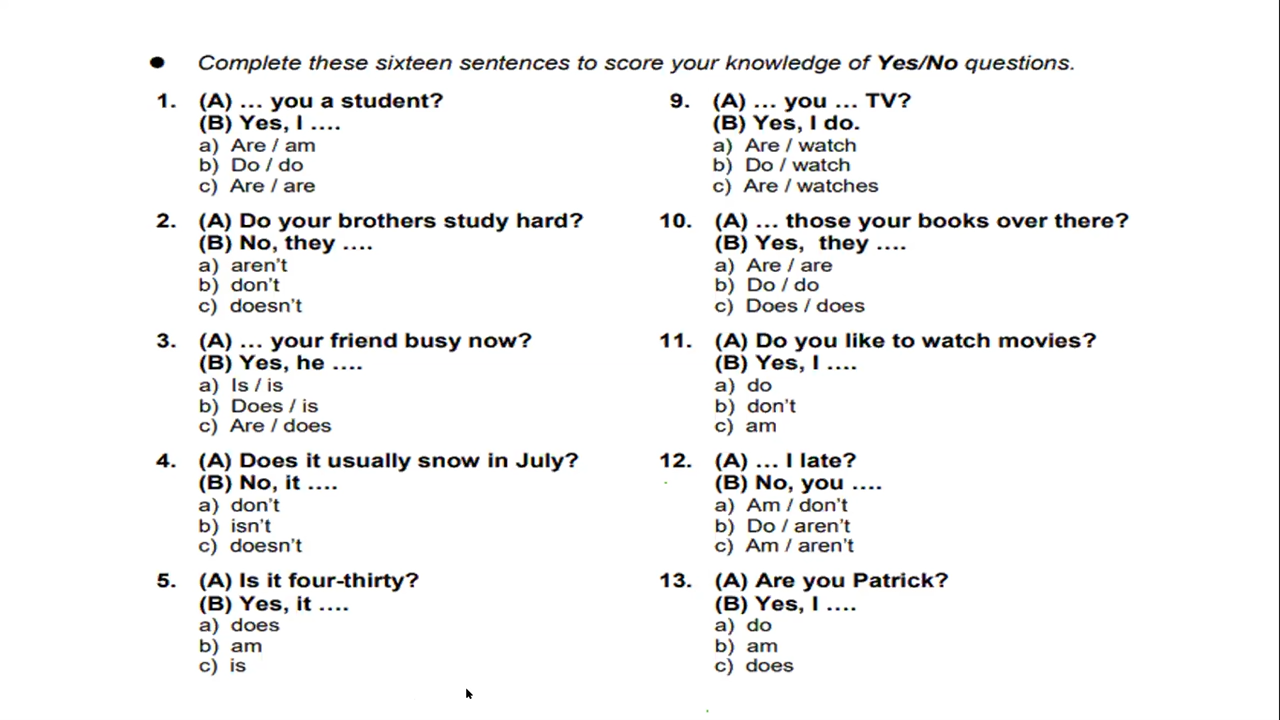 ● Complete these sixteen sentences to score your knowledge of Yes/No questions.
1. (A) … you a student?
(B) Yes, I ….
a) Are / am
b) Do / do
c) Are / are
2. (A) Do your brothers study hard?
(B) No, they ….
a) aren't
b) don't
c) doesn't
3. (A) … your friend busy now?
(B) Yes, he ….
a) Is / is
b) Does / is
c) Are / does
4. (A) Does it usually snow in July?
(B) No, it ….
a) don't
b) isn't
c) doesn't
5. (A) Is it four-thirty?
(B) Yes, it ….
a) does
b) am
c) is
9. (A) … you … TV?
(B) Yes, I do.
a) Are / watch
b) Do / watch
c) Are / watches
10. (A) … those your books over there?
(B) Yes, they ….
a) Are / are
b) Do / do
c) Does / does
11. (A) Do you like to watch movies?
(B) Yes, I ….
a) do
b) don't
c) am
12. (A) … I late?
(B) No, you ….
a) Am / don't
b) Do / aren't
c) Am / aren't
13. (A) Are you Patrick?
(B) Yes, I ….
a) do
b) am
c) does